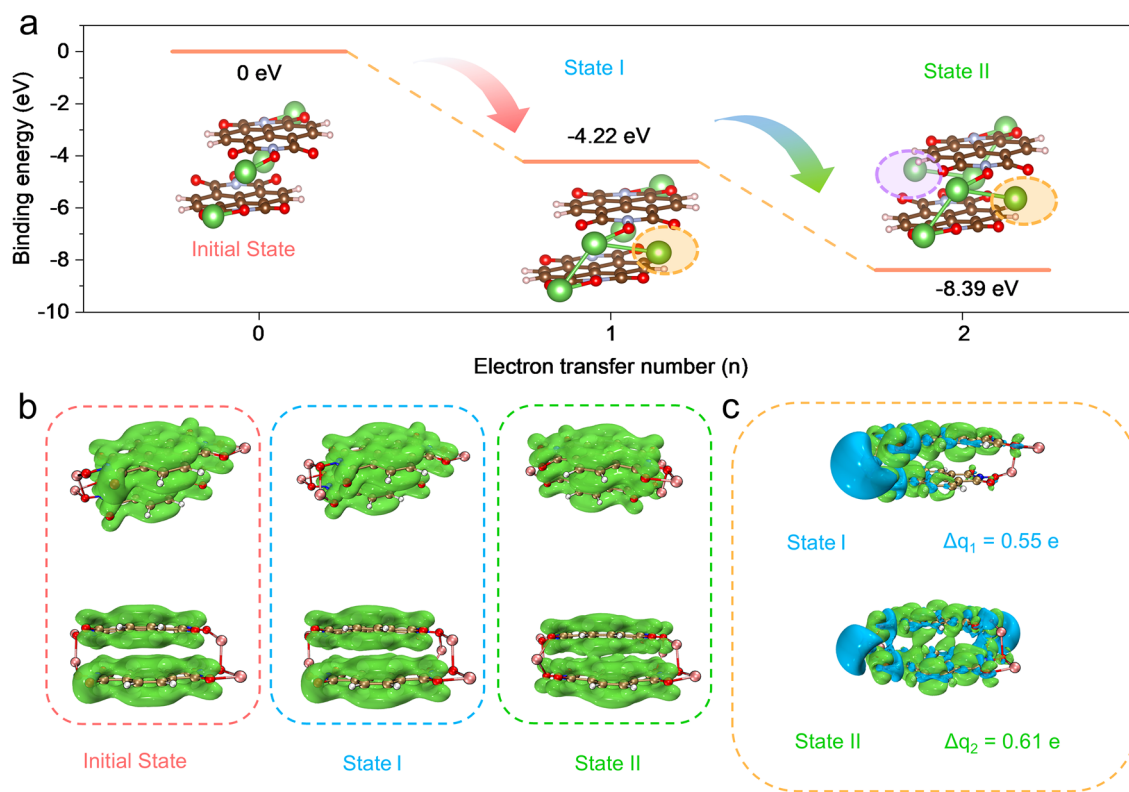 a
Binding energy (eV)
0
-2
-4
-6
-8
-10
0 eV
Initial State
State I
-4.22 eV
State II
-8.39 eV
0
1
2
Electron transfer number (n)
b
Initial State
State I
State II
c
State I
Δq₁ = 0.55 e
State II
Δq₂ = 0.61 e